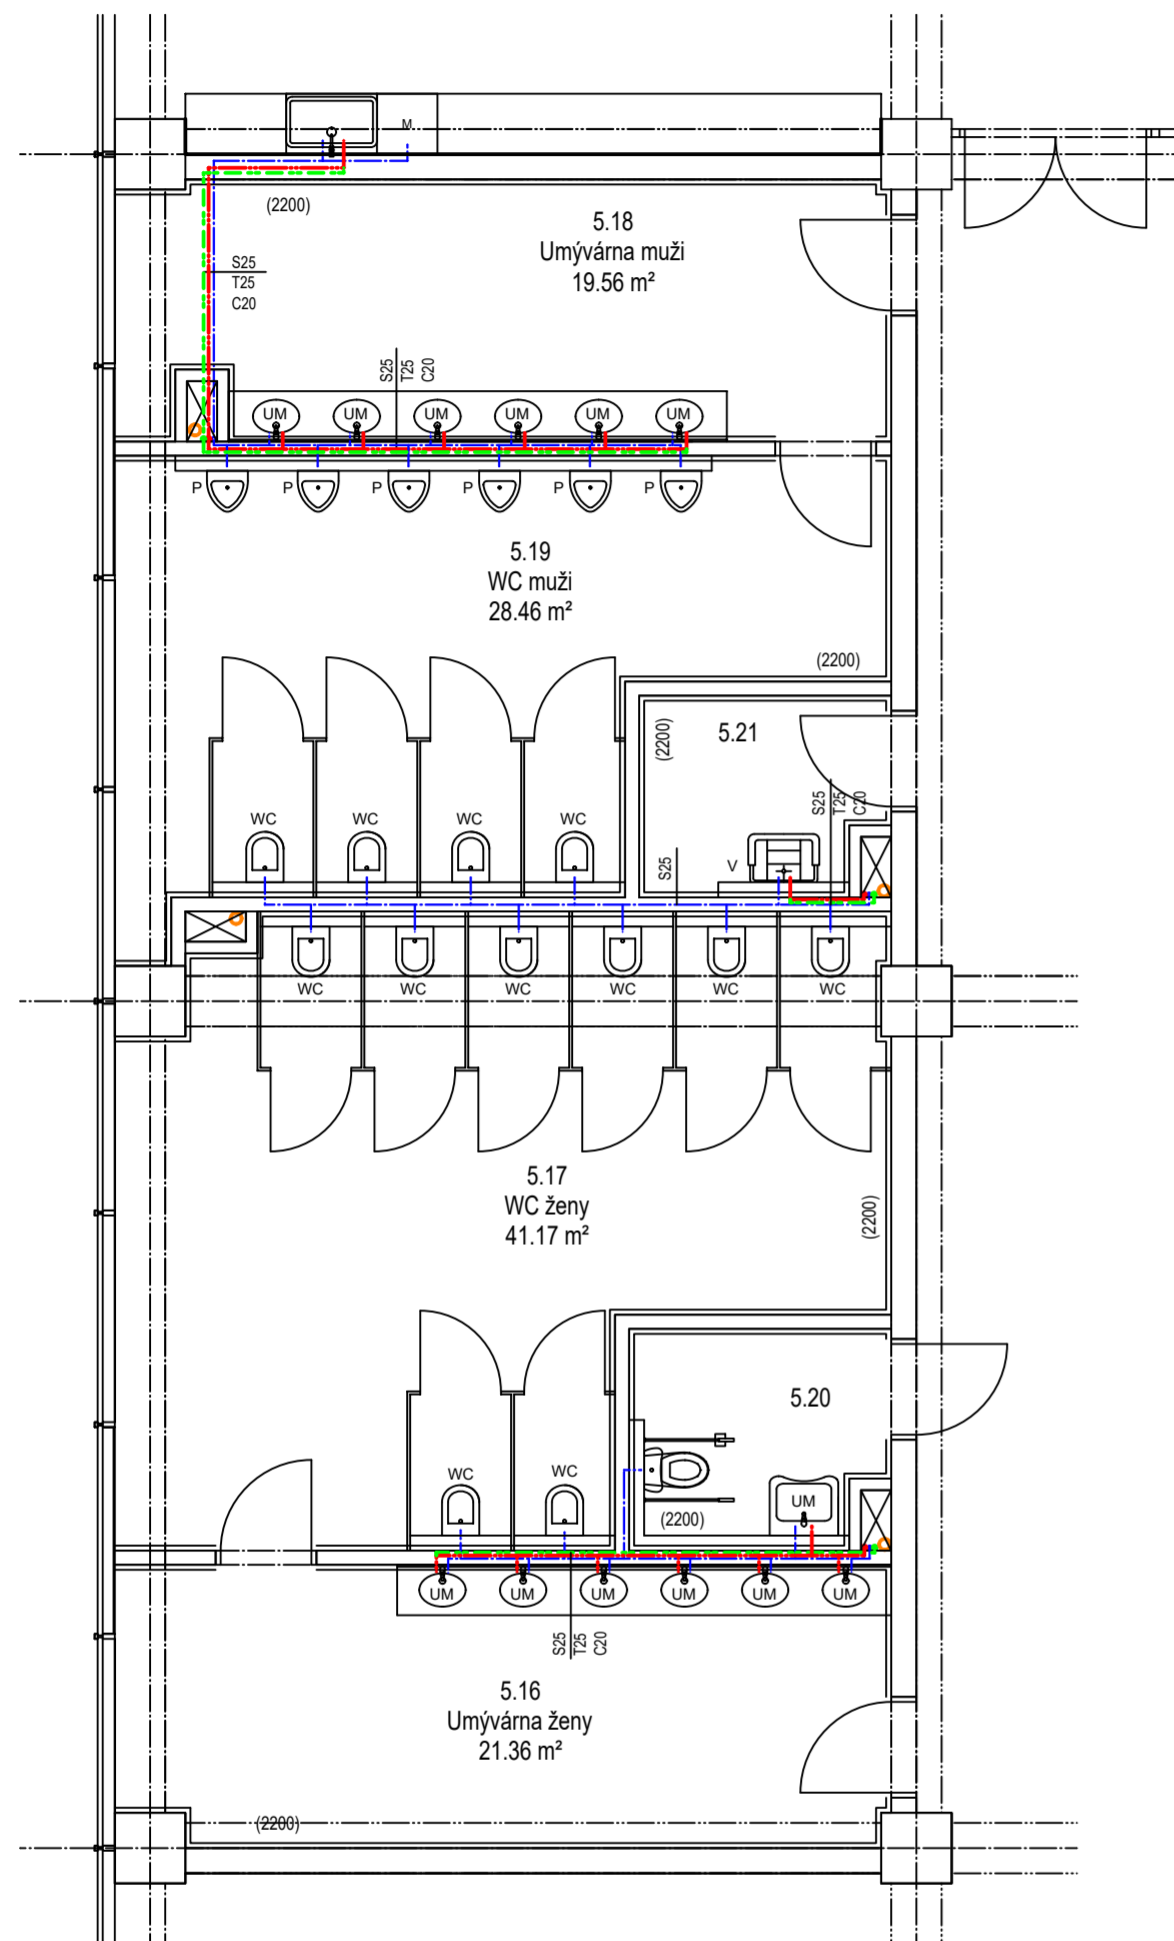 M
(2200)
5.18
Umývárna muži
19.56 m²
S25
T25
C20
S25
T25
C20
UM UM UM UM UM UM
P P P P P P
5.19
WC muži
28.46 m²
(2200)
(2200)
5.21
S25
T25
C20
WC WC WC WC
S25
V
WC WC WC WC WC WC
5.17
WC ženy
41.17 m²
(2200)
5.20
WC WC
UM
(2200)
UM UM UM UM UM UM
S25
T25
C20
5.16
Umývárna ženy
21.36 m²
(2200)